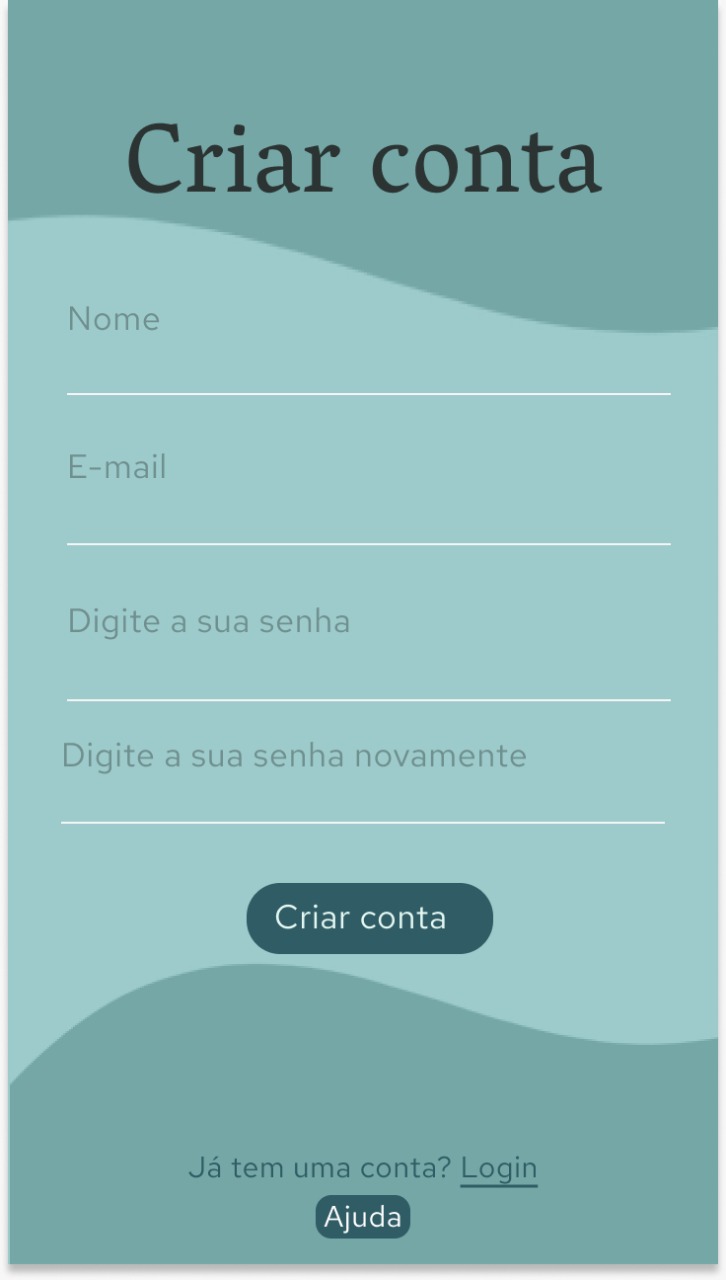 Criar conta
Nome
E-mail
Digite a sua senha
Digite a sua senha novamente
Criar conta
Já tem uma conta? Login
Ajuda